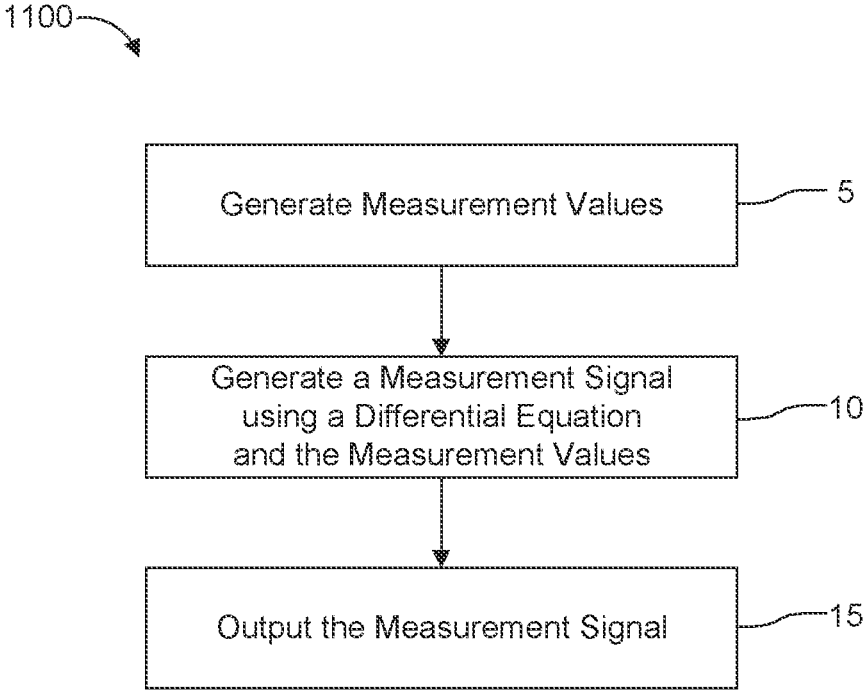 1100
Generate Measurement Values
5
Generate a Measurement Signal
using a Differential Equation
and the Measurement Values
10
Output the Measurement Signal
15